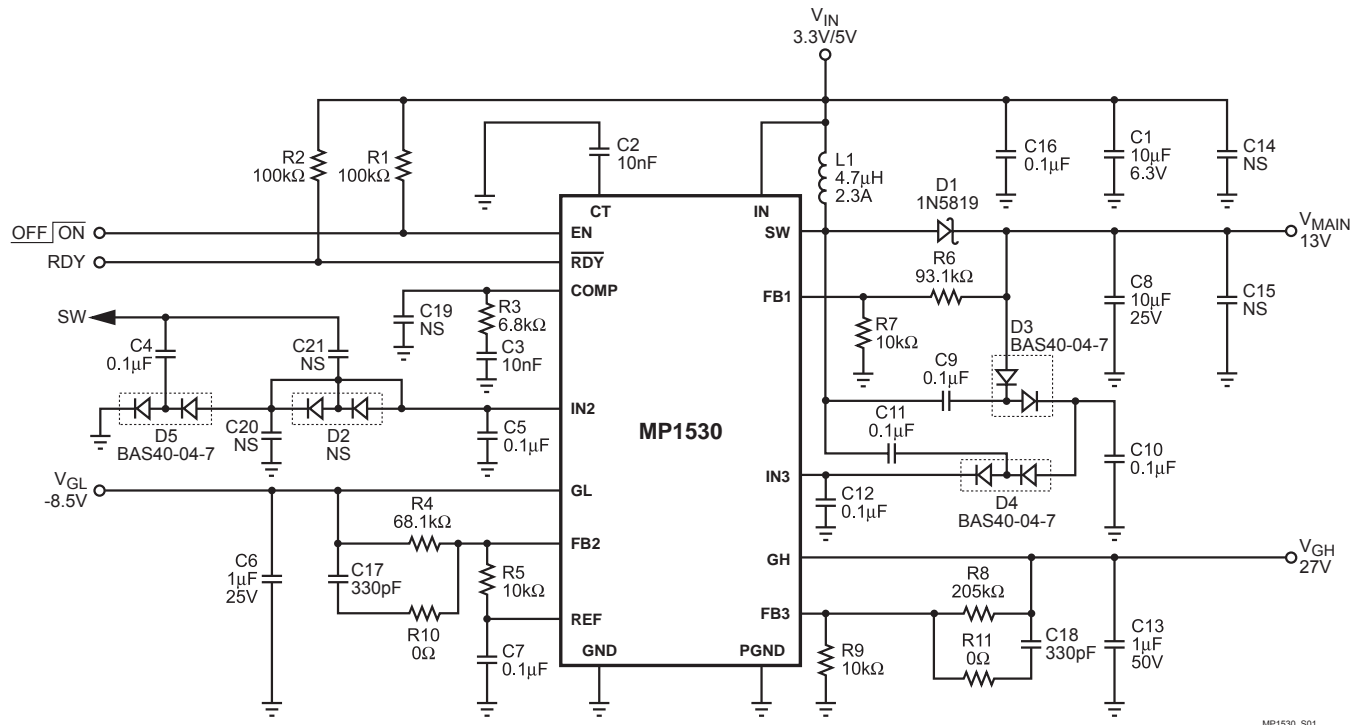 VIN
3.3V/5V
R2
100kΩ
R1
100kΩ
C2
10nF
L1
4.7µH
2.3A
C16
0.1µF
C1
10µF
6.3V
C14
NS
D1
1N5819
CT
IN
OFF ON
EN
SW
VMAIN
13V
RDY
RDY
COMP
R6
93.1kΩ
FB1
C19
NS
R3
6.8kΩ
C3
10nF
R7
10kΩ
C8
10µF
25V
C15
NS
SW
C4
0.1µF
C21
NS
D3
BAS40-04-7
C9
0.1µF
D5
BAS40-04-7
C20
NS
D2
NS
IN2
C5
0.1µF
MP1530
C11
0.1µF
C10
0.1µF
IN3
C12
0.1µF
D4
BAS40-04-7
VGL
-8.5V
GL
R4
68.1kΩ
FB2
C6
1µF
25V
C17
330pF
R10
0Ω
R5
10kΩ
REF
C7
0.1µF
GND
PGND
GH
VGH
27V
R8
205kΩ
FB3
R9
10kΩ
R11
0Ω
C18
330pF
C13
1µF
50V
MP1530_S01